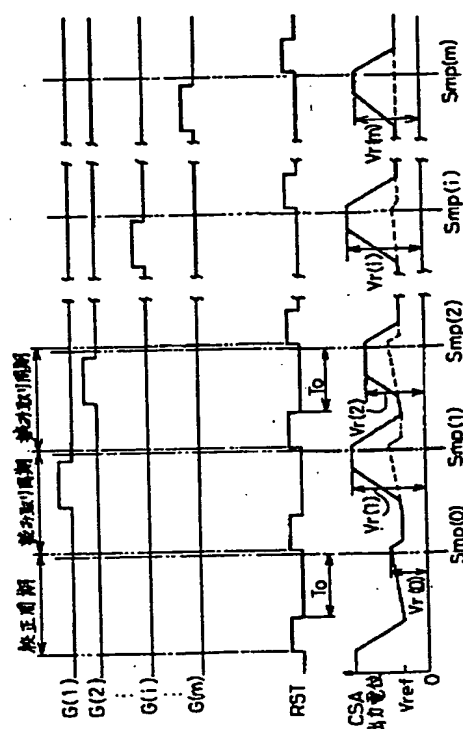 校正周期
読み取り周期
読み取り周期
G(1)
G(2)
G(i)
G(m)
RST
To
To
CSA
出力電位
Vref
0
Vr(0)
Vr(1)
Vr(2)
Vr(i)
Vr(m)
Smp(0)
Smp(1)
Smp(2)
Smp(i)
Smp(m)